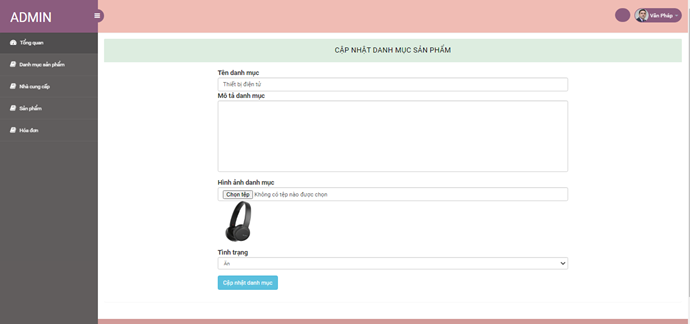 ADMIN
Văn Pháp
Tổng quan
Danh mục sản phẩm
Nhà cung cấp
Sản phẩm
Hóa đơn
CẬP NHẬT DANH MỤC SẢN PHẨM
Tên danh mục
Thiết bị điện tử
Mô tả danh mục
Hình ảnh danh mục
Chọn tệp Không có tệp nào được chọn
Tình trạng
Ẩn
Cập nhật danh mục